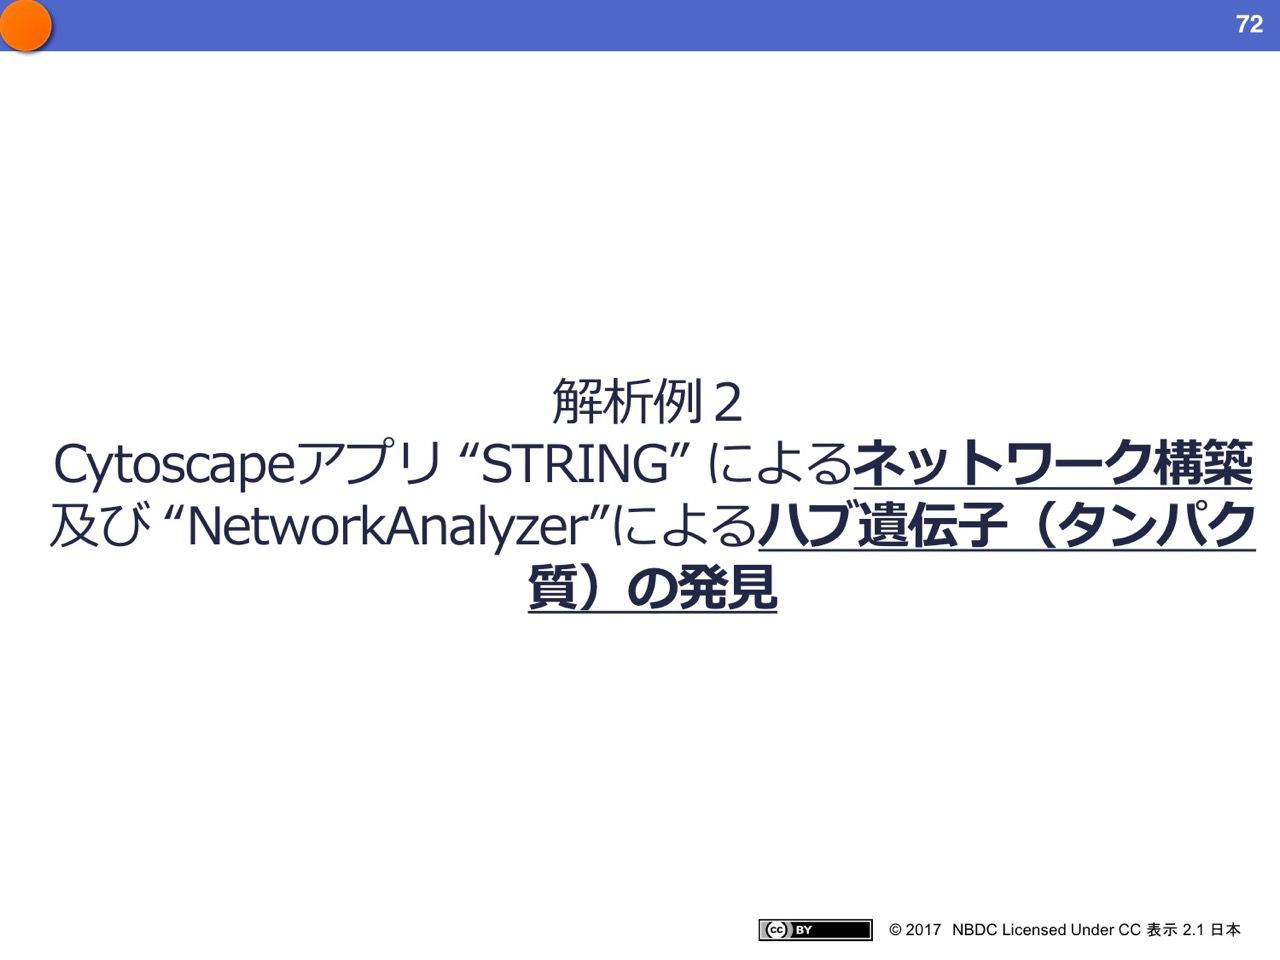 72
解析例２
Cytoscapeアプリ “STRING” によるネットワーク構築
及び “NetworkAnalyzer”によるハブ遺伝子（タンパク
質）の発見
cc BY © 2017 NBDC Licensed Under CC 表示 2.1 日本